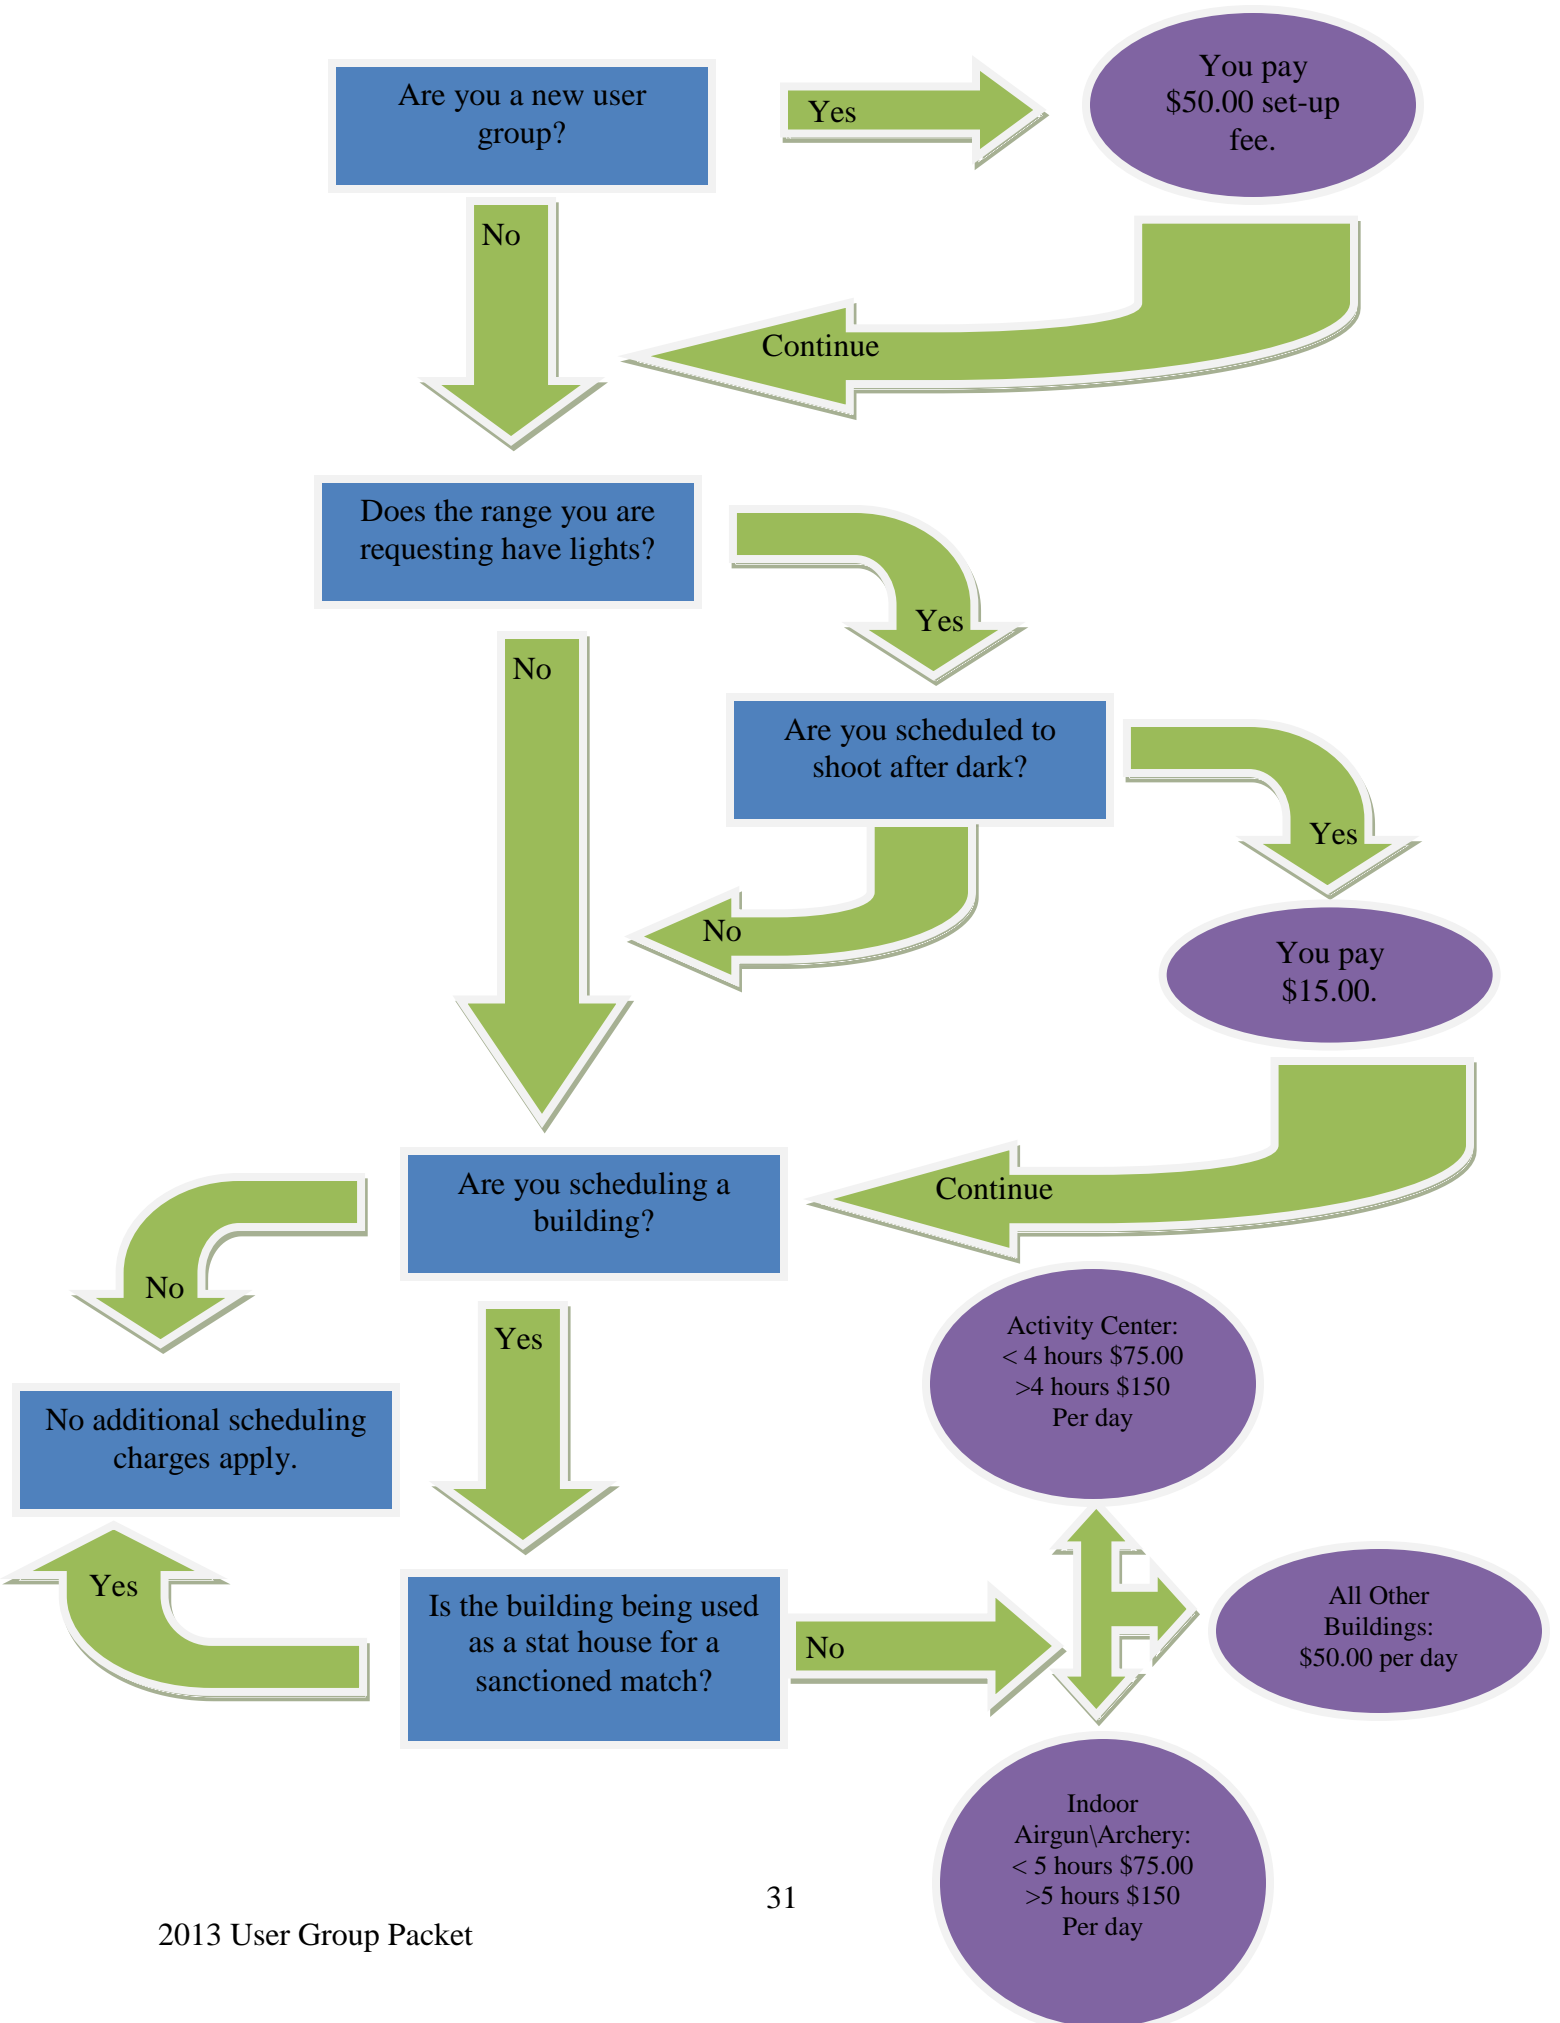 Are you a new user
group?
Yes
You pay
$50.00 set-up
fee.
No
Continue
Does the range you are
requesting have lights?
Yes
No
Are you scheduled to
shoot after dark?
Yes
No
You pay
$15.00.
Continue
Are you scheduling a
building?
No
Yes
Activity Center:
< 4 hours $75.00
>4 hours $150
Per day
No additional scheduling
charges apply.
Yes
Is the building being used
as a stat house for a
sanctioned match?
No
All Other
Buildings:
$50.00 per day
Indoor
Airgun\Archery:
< 5 hours $75.00
>5 hours $150
Per day
31
2013 User Group Packet